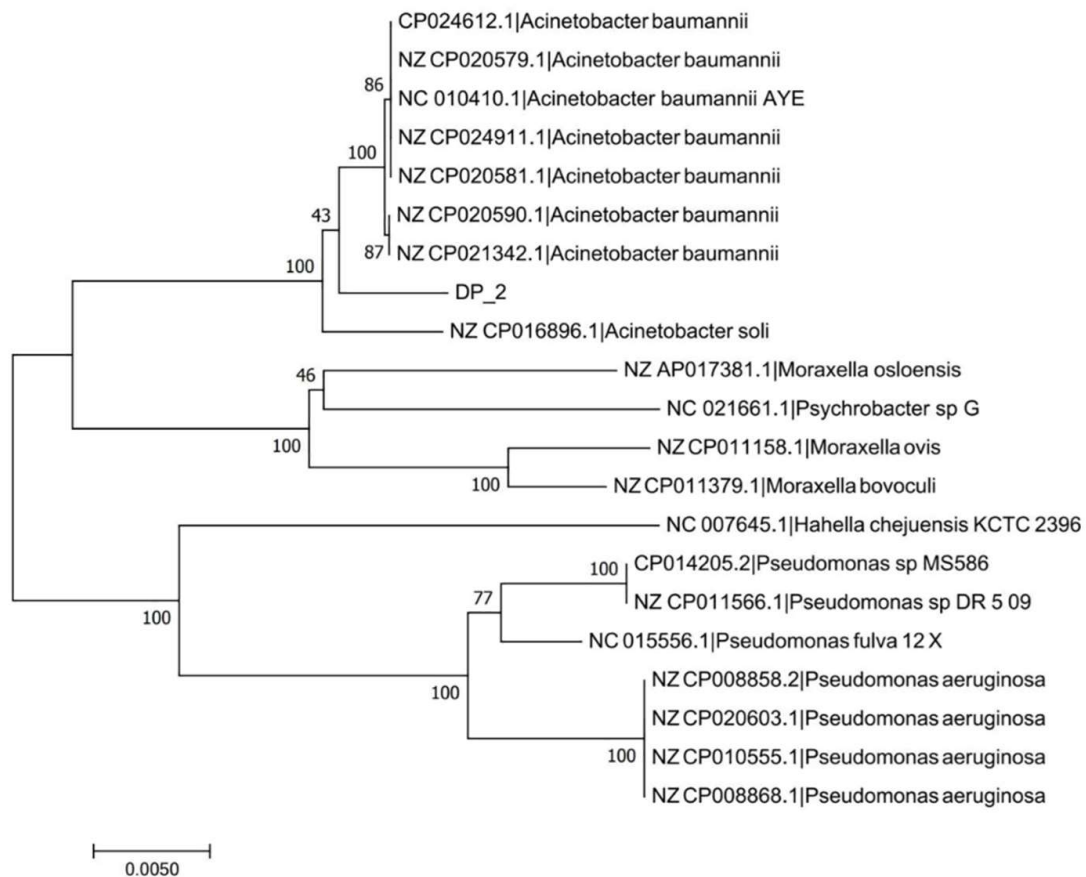 CP024612.1|Acinetobacter baumannii
NZ CP020579.1|Acinetobacter baumannii
86
NC 010410.1|Acinetobacter baumannii AYE
NZ CP024911.1|Acinetobacter baumannii
100
NZ CP020581.1|Acinetobacter baumannii
43
NZ CP020590.1|Acinetobacter baumannii
87
NZ CP021342.1|Acinetobacter baumannii
100
DP_2
NZ CP016896.1|Acinetobacter soli
46
NZ AP017381.1|Moraxella osloensis
NC 021661.1|Psychrobacter sp G
100
NZ CP011158.1|Moraxella ovis
100
NZ CP011379.1|Moraxella bovoculi
NC 007645.1|Hahella chejuensis KCTC 2396
100
CP014205.2|Pseudomonas sp MS586
77
NZ CP011566.1|Pseudomonas sp DR 5 09
100
NC 015556.1|Pseudomonas fulva 12 X
100
NZ CP008858.2|Pseudomonas aeruginosa
NZ CP020603.1|Pseudomonas aeruginosa
100
NZ CP010555.1|Pseudomonas aeruginosa
NZ CP008868.1|Pseudomonas aeruginosa
0.0050